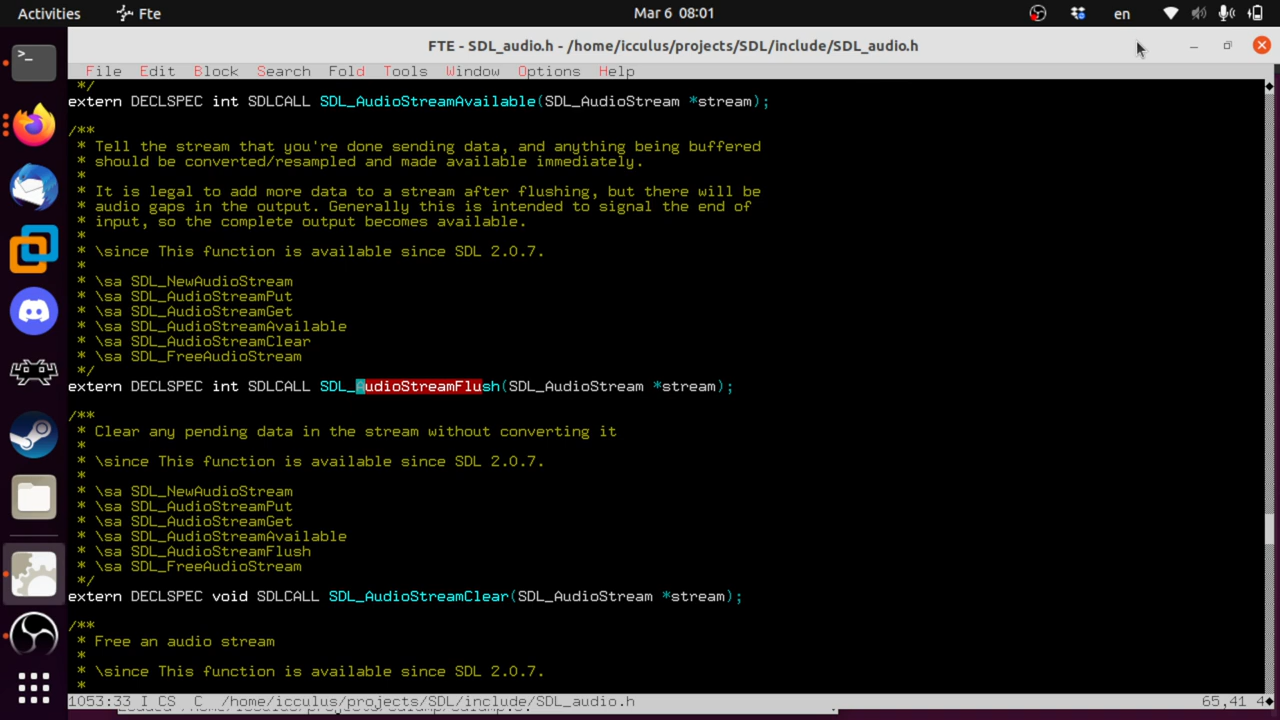 Activities Fte Mar 6 08:01 en
FTE - SDL_audio.h - /home/icculus/projects/SDL/include/SDL_audio.h
File Edit Block Search Fold Tools Window Options Help
*/
extern DECLSPEC int SDLCALL SDL_AudioStreamAvailable(SDL_AudioStream *stream);
/**
* Tell the stream that you're done sending data, and anything being buffered
* should be converted/resampled and made available immediately.
*
* It is legal to add more data to a stream after flushing, but there will be
* audio gaps in the output. Generally this is intended to signal the end of
* input, so the complete output becomes available.
*
* \since This function is available since SDL 2.0.7.
*
* \sa SDL_NewAudioStream
* \sa SDL_AudioStreamPut
* \sa SDL_AudioStreamGet
* \sa SDL_AudioStreamAvailable
* \sa SDL_AudioStreamClear
* \sa SDL_FreeAudioStream
*/
extern DECLSPEC int SDLCALL SDL_AudioStreamFlush(SDL_AudioStream *stream);
/**
* Clear any pending data in the stream without converting it
*
* \since This function is available since SDL 2.0.7.
*
* \sa SDL_NewAudioStream
* \sa SDL_AudioStreamPut
* \sa SDL_AudioStreamGet
* \sa SDL_AudioStreamAvailable
* \sa SDL_AudioStreamFlush
* \sa SDL_FreeAudioStream
*/
extern DECLSPEC void SDLCALL SDL_AudioStreamClear(SDL_AudioStream *stream);
/**
* Free an audio stream
*
* \since This function is available since SDL 2.0.7.
*
1053:33 I CS C /home/icculus/projects/SDL/include/SDL_audio.h 65,41 4